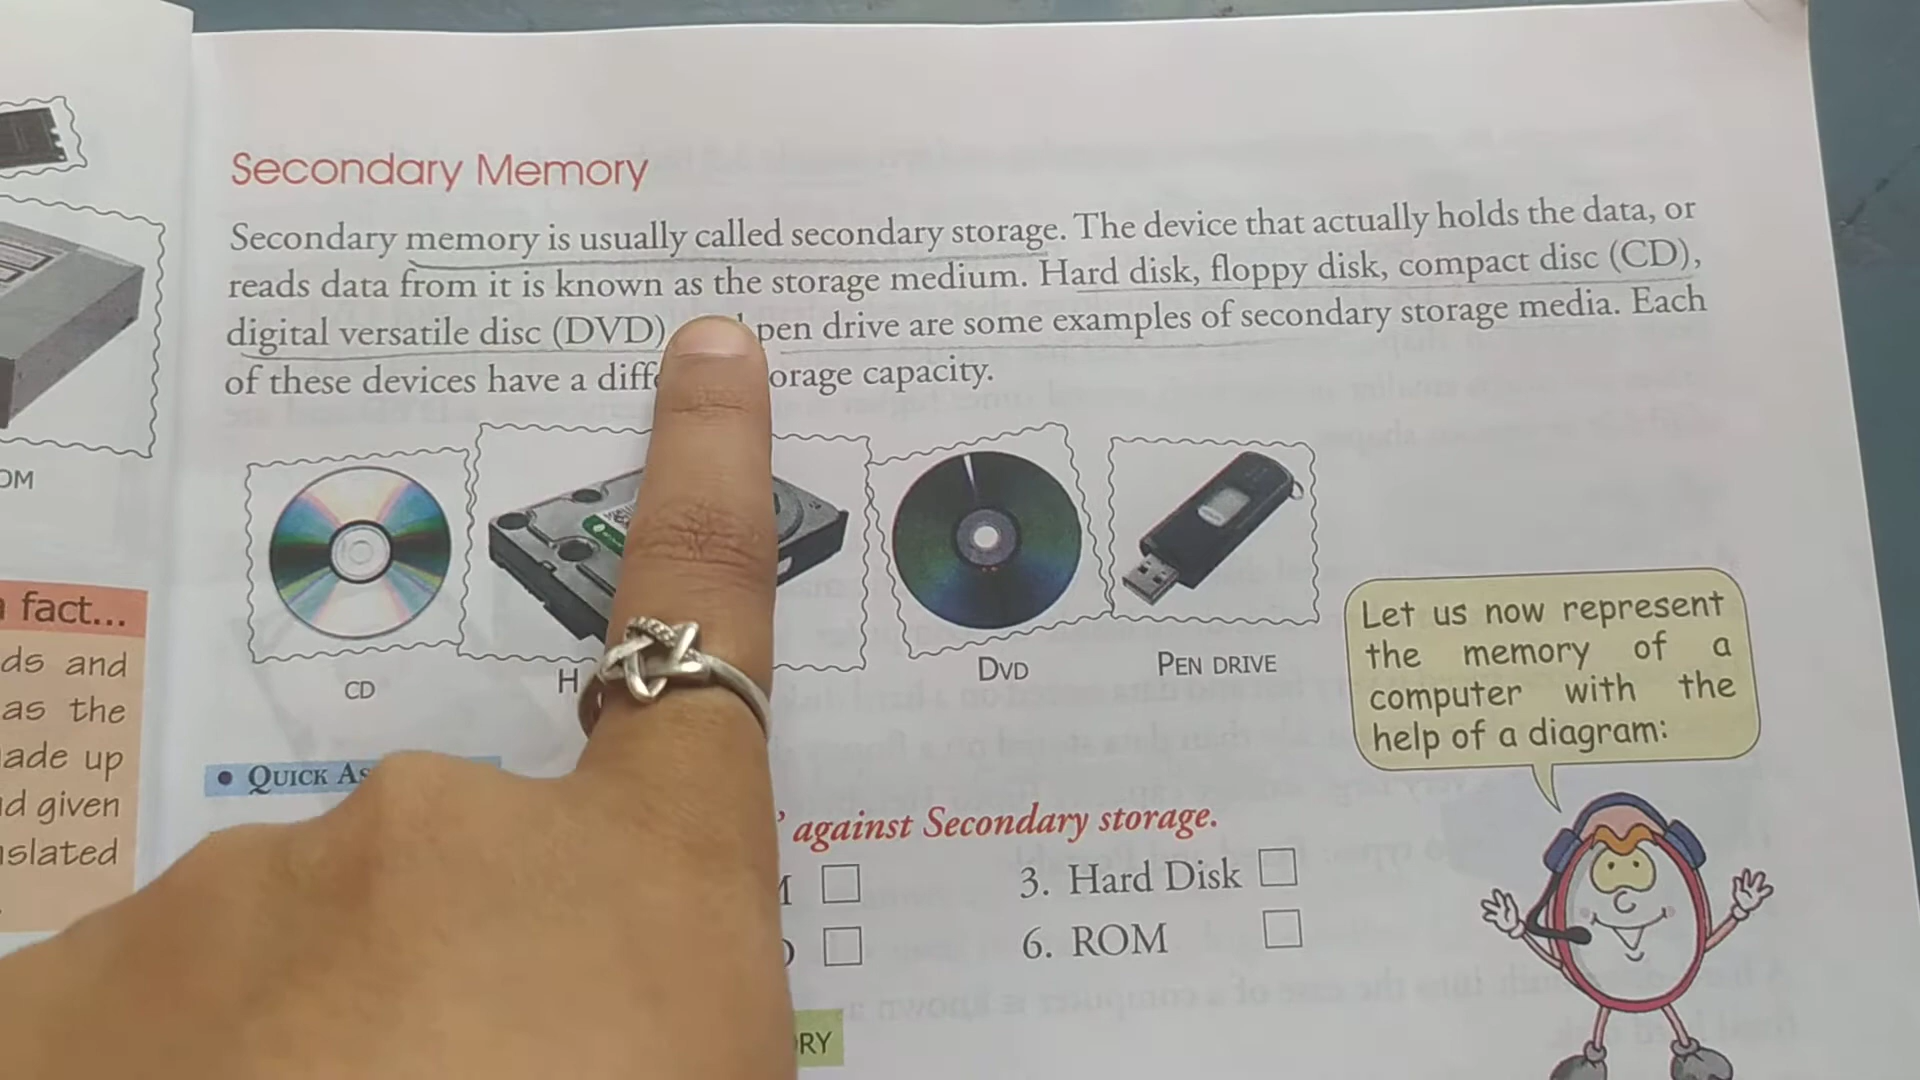 Secondary Memory
Secondary memory is usually called secondary storage. The device that actually holds the data, or
reads data from it is known as the storage medium. Hard disk, floppy disk, compact disc (CD),
digital versatile disc (DVD) pen drive are some examples of secondary storage media. Each
of these devices have a capacity.
CD
DVD
PEN DRIVE
fact...
ds and
as the
ade up
d given
slated
Let us now represent
the memory of a
computer with the
help of a diagram:
• QUICK
against Secondary storage.
3. Hard Disk
6. ROM